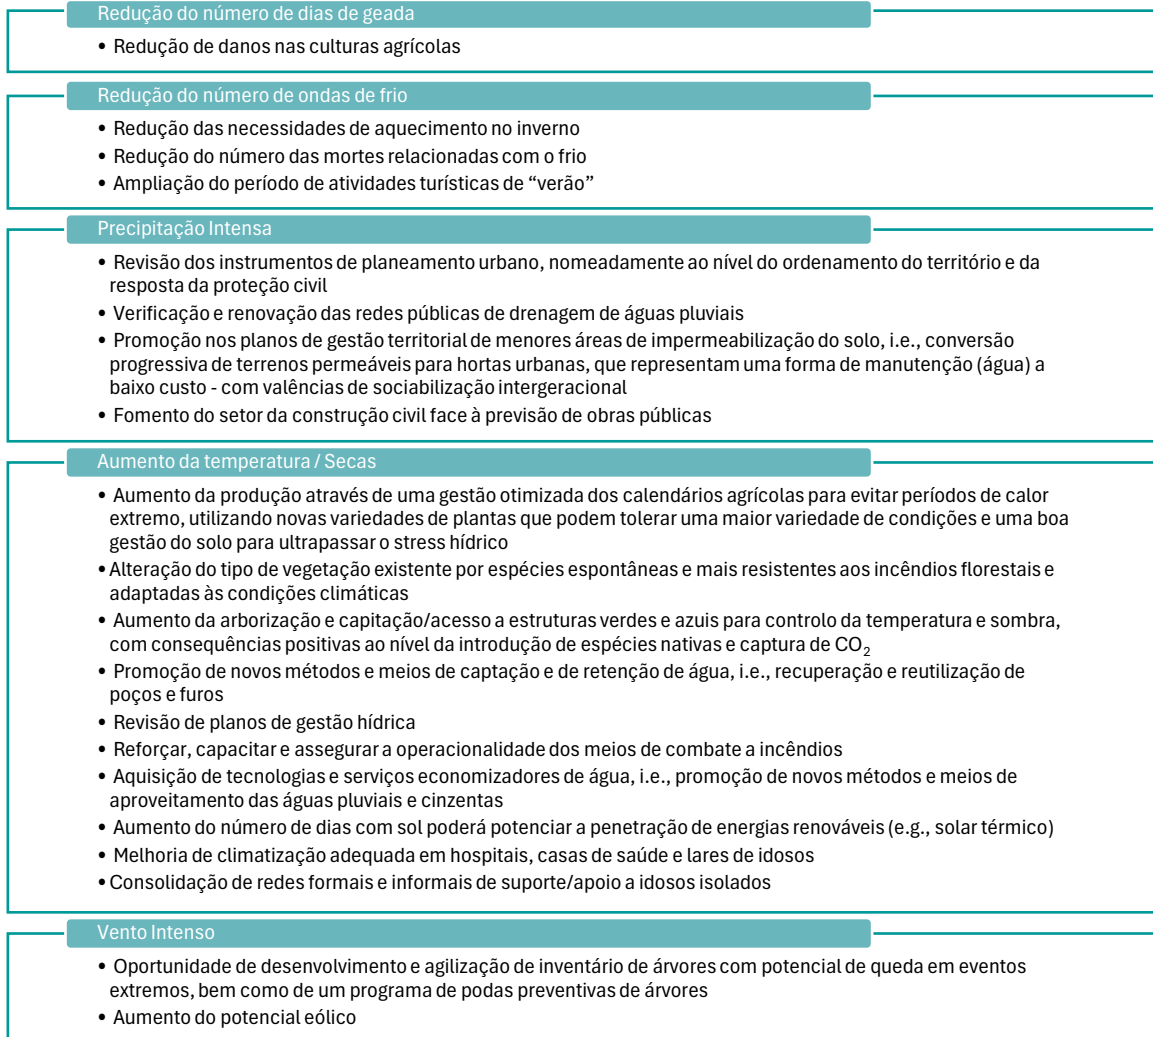 Redução do número de dias de geada
• Redução de danos nas culturas agrícolas
Redução do número de ondas de frio
• Redução das necessidades de aquecimento no inverno
• Redução do número das mortes relacionadas com o frio
• Ampliação do período de atividades turísticas de “verão”
Precipitação Intensa
• Revisão dos instrumentos de planeamento urbano, nomeadamente ao nível do ordenamento do território e da
resposta da proteção civil
• Verificação e renovação das redes públicas de drenagem de águas pluviais
• Promoção nos planos de gestão territorial de menores áreas de impermeabilização do solo, i.e., conversão
progressiva de terrenos permeáveis para hortas urbanas, que representam uma forma de manutenção (água) a
baixo custo - com valências de sociabilização intergeracional
• Fomento do setor da construção civil face à previsão de obras públicas
Aumento da temperatura / Secas
• Aumento da produção através de uma gestão otimizada dos calendários agrícolas para evitar períodos de calor
extremo, utilizando novas variedades de plantas que podem tolerar uma maior variedade de condições e uma boa
gestão do solo para ultrapassar o stress hídrico
• Alteração do tipo de vegetação existente por espécies espontâneas e mais resistentes aos incêndios florestais e
adaptadas às condições climáticas
• Aumento da arborização e capitação/acesso a estruturas verdes e azuis para controlo da temperatura e sombra,
com consequências positivas ao nível da introdução de espécies nativas e captura de CO₂
• Promoção de novos métodos e meios de captação e de retenção de água, i.e., recuperação e reutilização de
poços e furos
• Revisão de planos de gestão hídrica
• Reforçar, capacitar e assegurar a operacionalidade dos meios de combate a incêndios
• Aquisição de tecnologias e serviços economizadores de água, i.e., promoção de novos métodos e meios de
aproveitamento das águas pluviais e cinzentas
• Aumento do número de dias com sol poderá potenciar a penetração de energias renováveis (e.g., solar térmico)
• Melhoria de climatização adequada em hospitais, casas de saúde e lares de idosos
• Consolidação de redes formais e informais de suporte/apoio a idosos isolados
Vento Intenso
• Oportunidade de desenvolvimento e agilização de inventário de árvores com potencial de queda em eventos
extremos, bem como de um programa de podas preventivas de árvores
• Aumento do potencial eólico